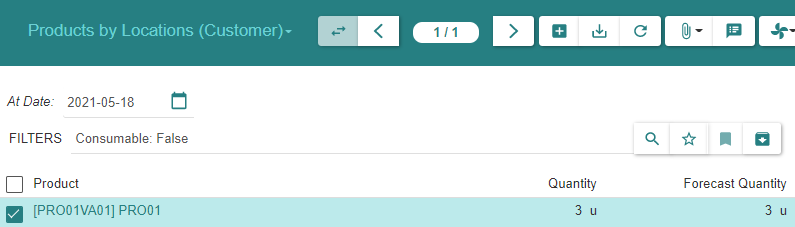 Products by Locations (Customer)
1 / 1
At Date: 2021-05-18
FILTERS Consumable: False
Product Quantity Forecast Quantity
[PRO01VA01] PRO01 3 u 3 u